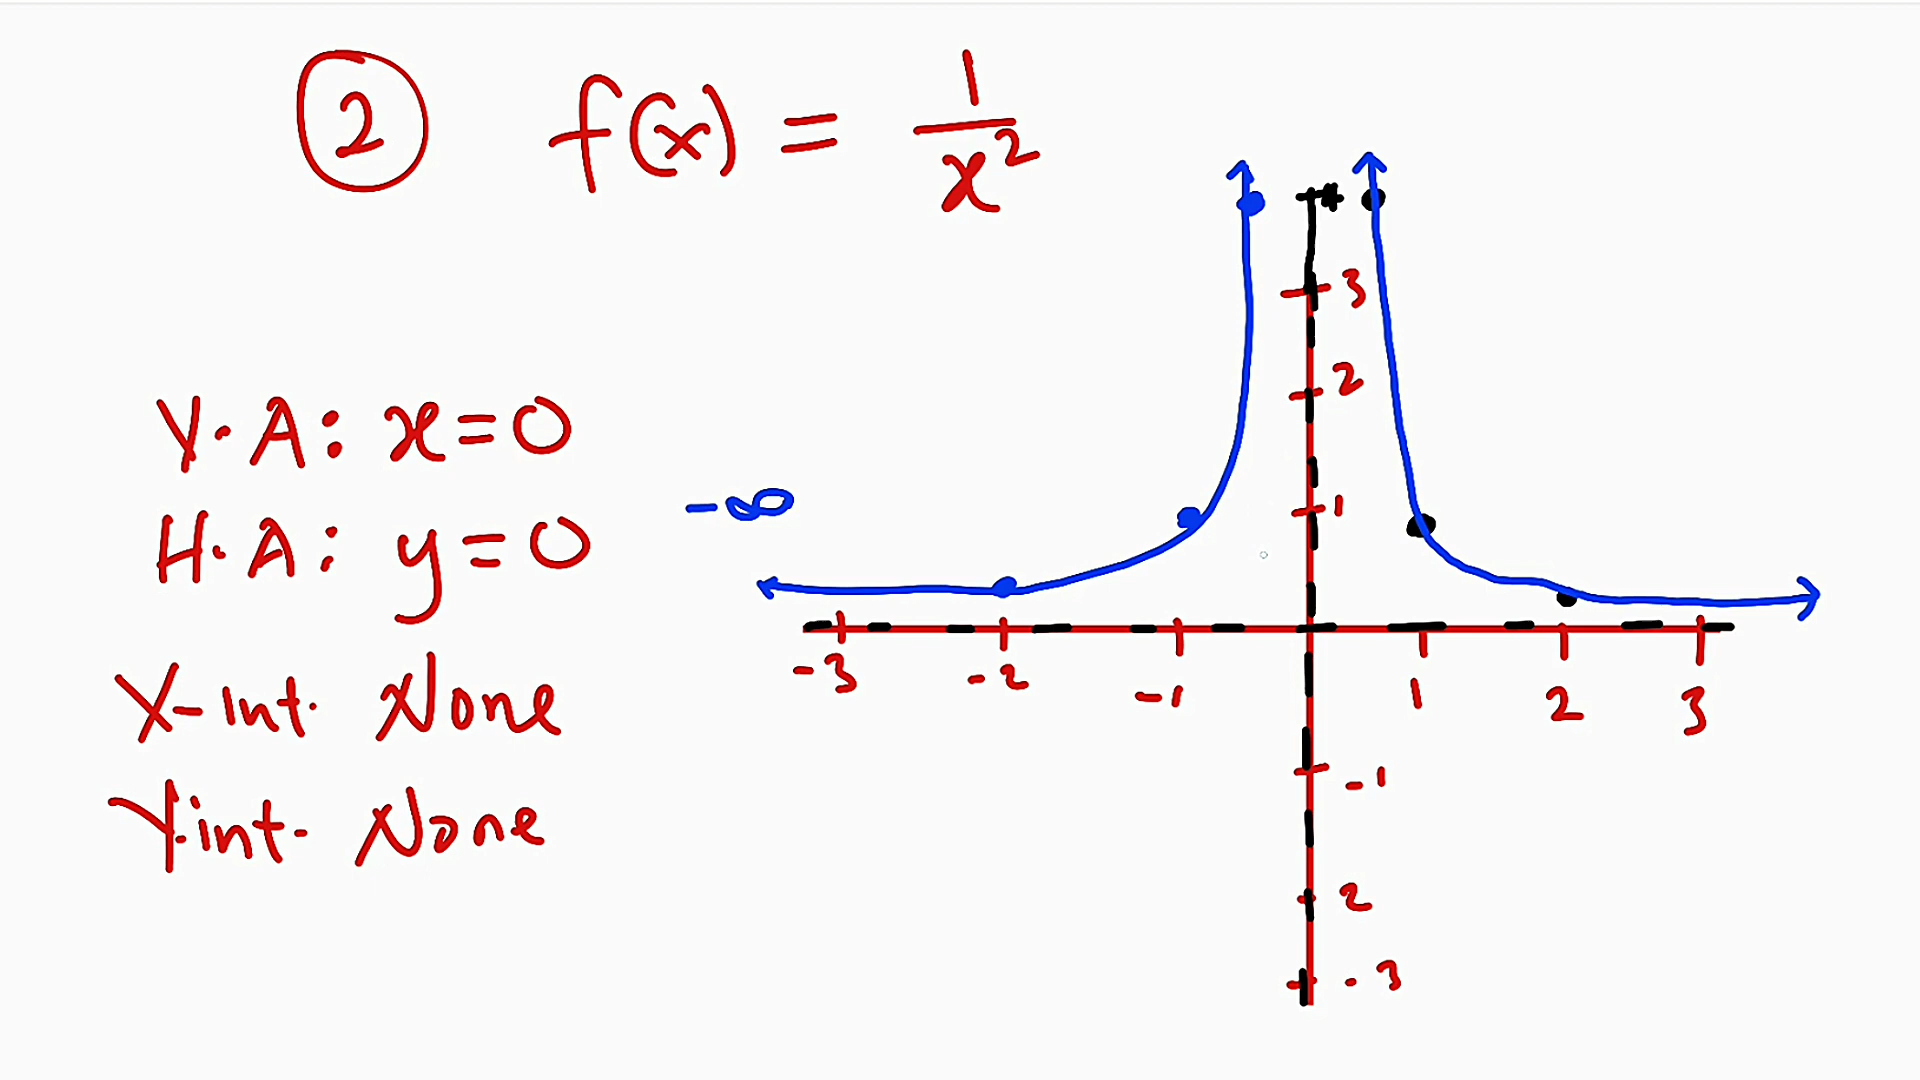 2 f(x) = 1/x²
V.A: x=0
H.A: y=0
X-int. None
Y-int. None
-∞
4
3
2
1
-3 -2 -1 1 2 3
-1
2
-3